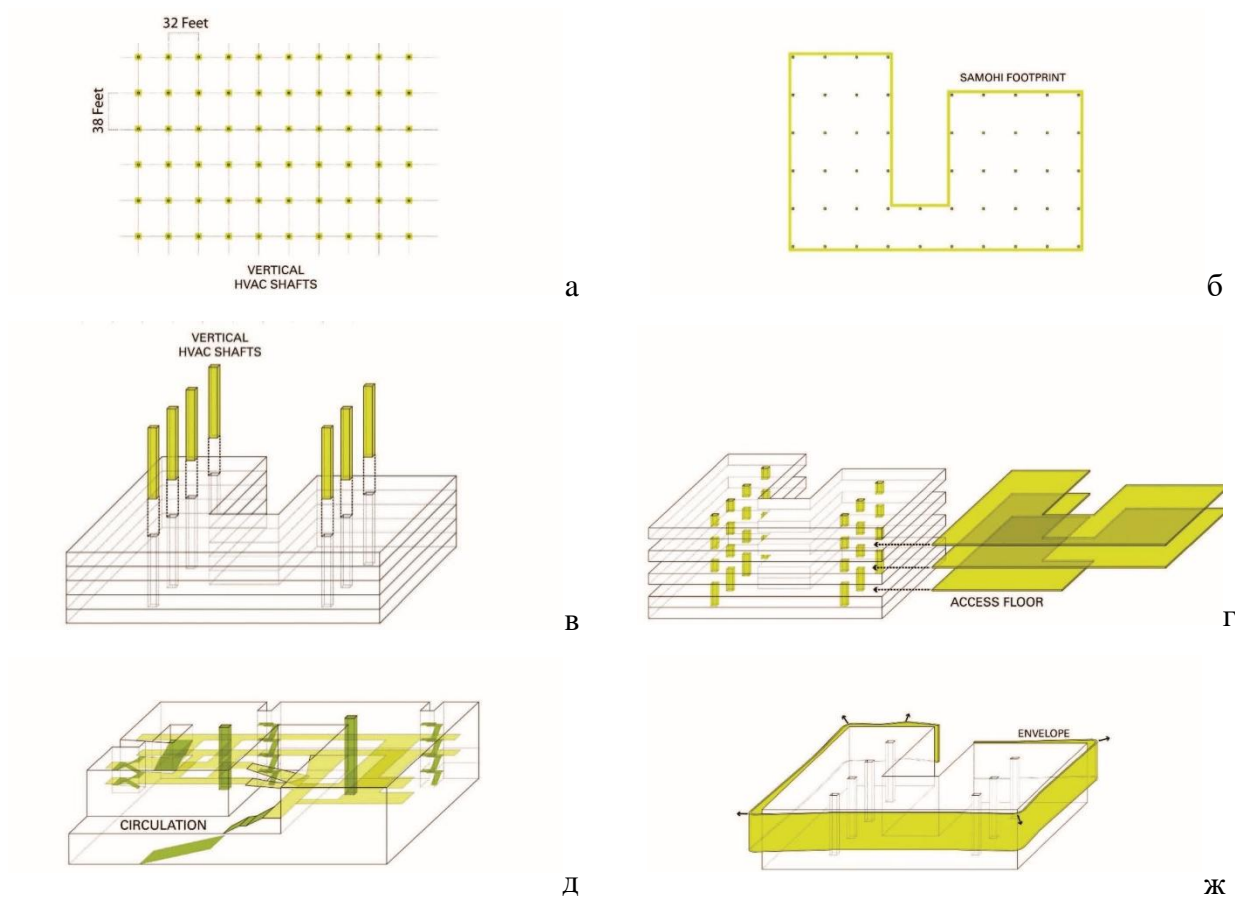 32 Feet
38 Feet
VERTICAL
HVAC SHAFTS
а
SAMOHI FOOTPRINT
б
VERTICAL
HVAC SHAFTS
в
ACCESS FLOOR
г
CIRCULATION
д
ENVELOPE
ж